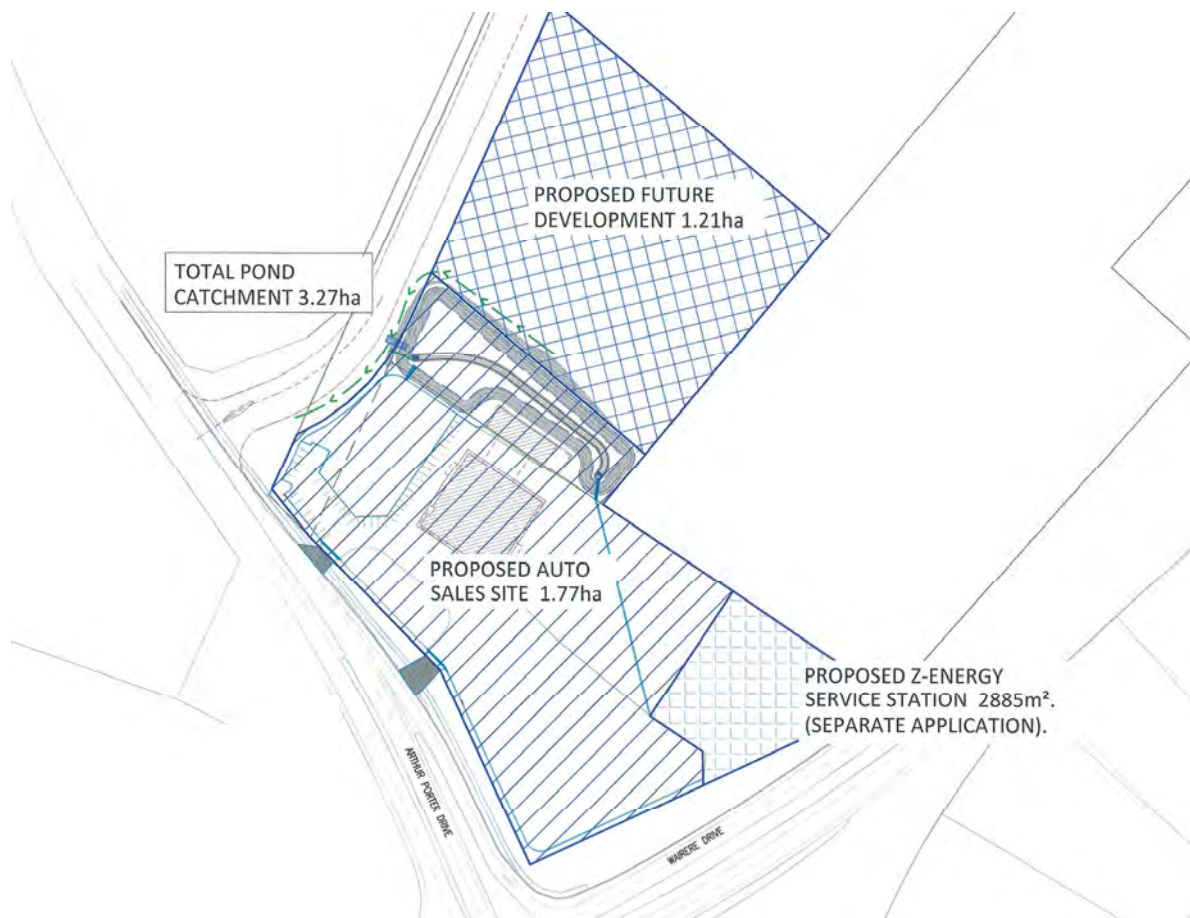 PROPOSED FUTURE
DEVELOPMENT 1.21ha
TOTAL POND
CATCHMENT 3.27ha
PROPOSED AUTO
SALES SITE 1.77ha
PROPOSED Z-ENERGY
SERVICE STATION 2885m².
(SEPARATE APPLICATION).
ARTHUR PORTER DRIVE
WAIRERE DRIVE